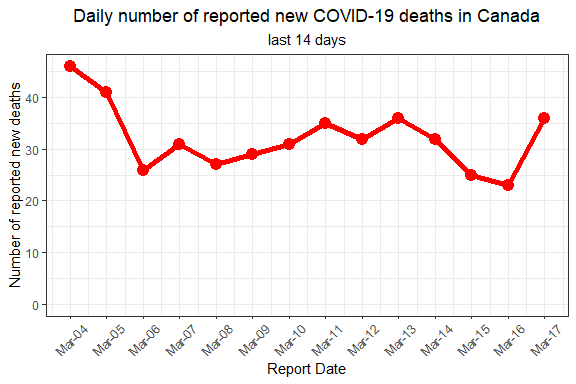 Daily number of reported new COVID-19 deaths in Canada
last 14 days
Number of reported new deaths
40
30
20
10
0
Mar-04
Mar-05
Mar-06
Mar-07
Mar-08
Mar-09
Mar-10
Mar-11
Mar-12
Mar-13
Mar-14
Mar-15
Mar-16
Mar-17
Report Date